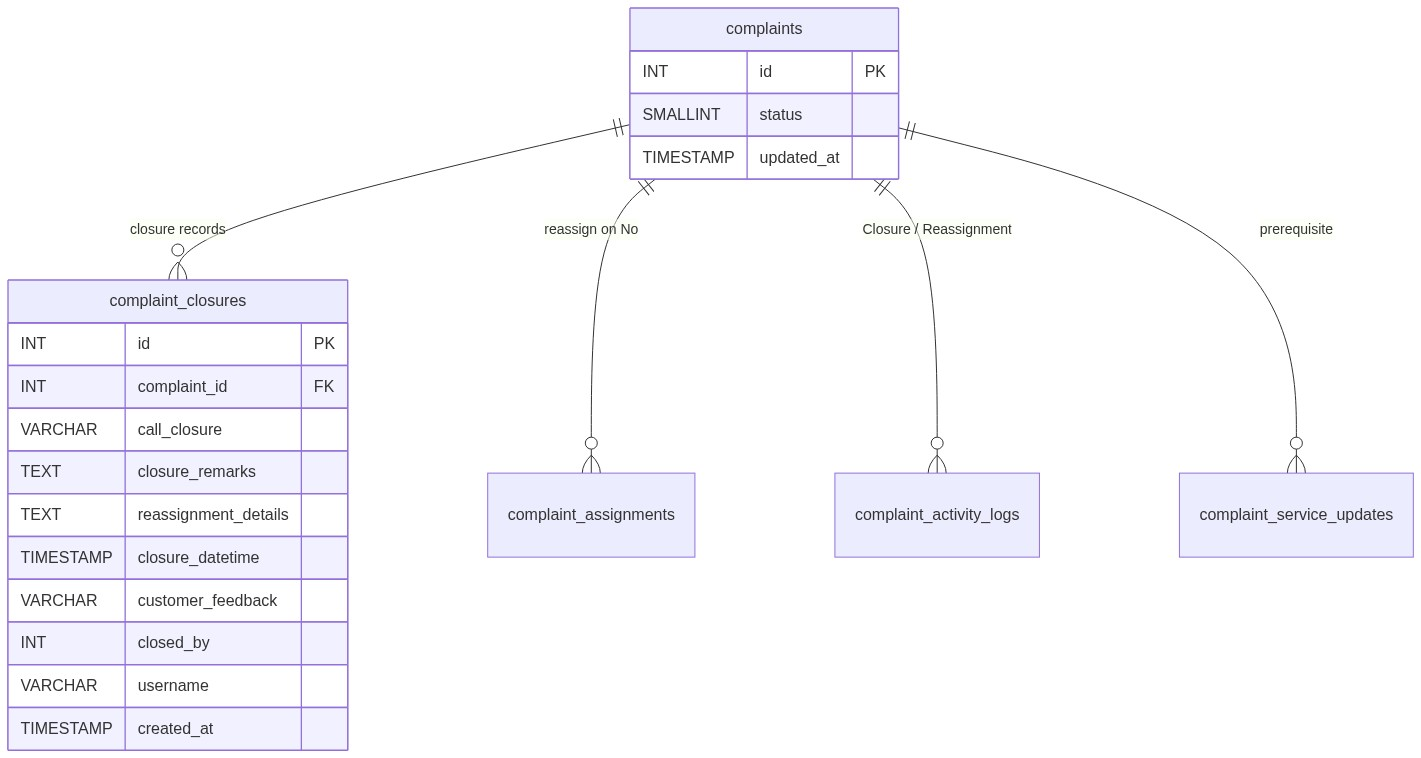 complaints
INT id PK
SMALLINT status
TIMESTAMP updated_at
closure records
reassign on No
Closure / Reassignment
prerequisite
complaint_closures
INT id PK
INT complaint_id FK
VARCHAR call_closure
TEXT closure_remarks
TEXT reassignment_details
TIMESTAMP closure_datetime
VARCHAR customer_feedback
INT closed_by
VARCHAR username
TIMESTAMP created_at
complaint_assignments
complaint_activity_logs
complaint_service_updates